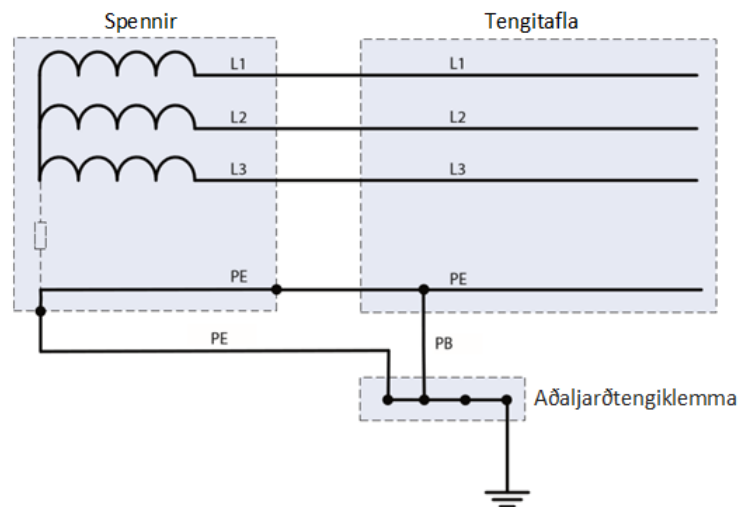 Spennir
Tengitafla
L1
L1
L2
L2
L3
L3
PE
PE
PE
PB
Aðaljarðtengiklemma